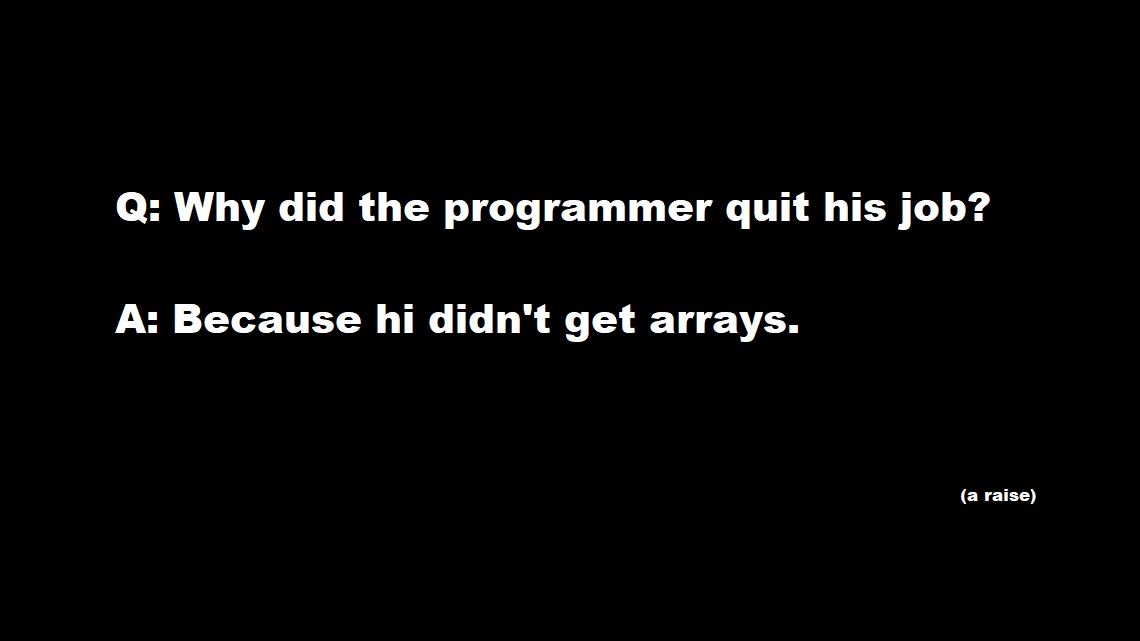 Q: Why did the programmer quit his job?
A: Because hi didn't get arrays.
(a raise)